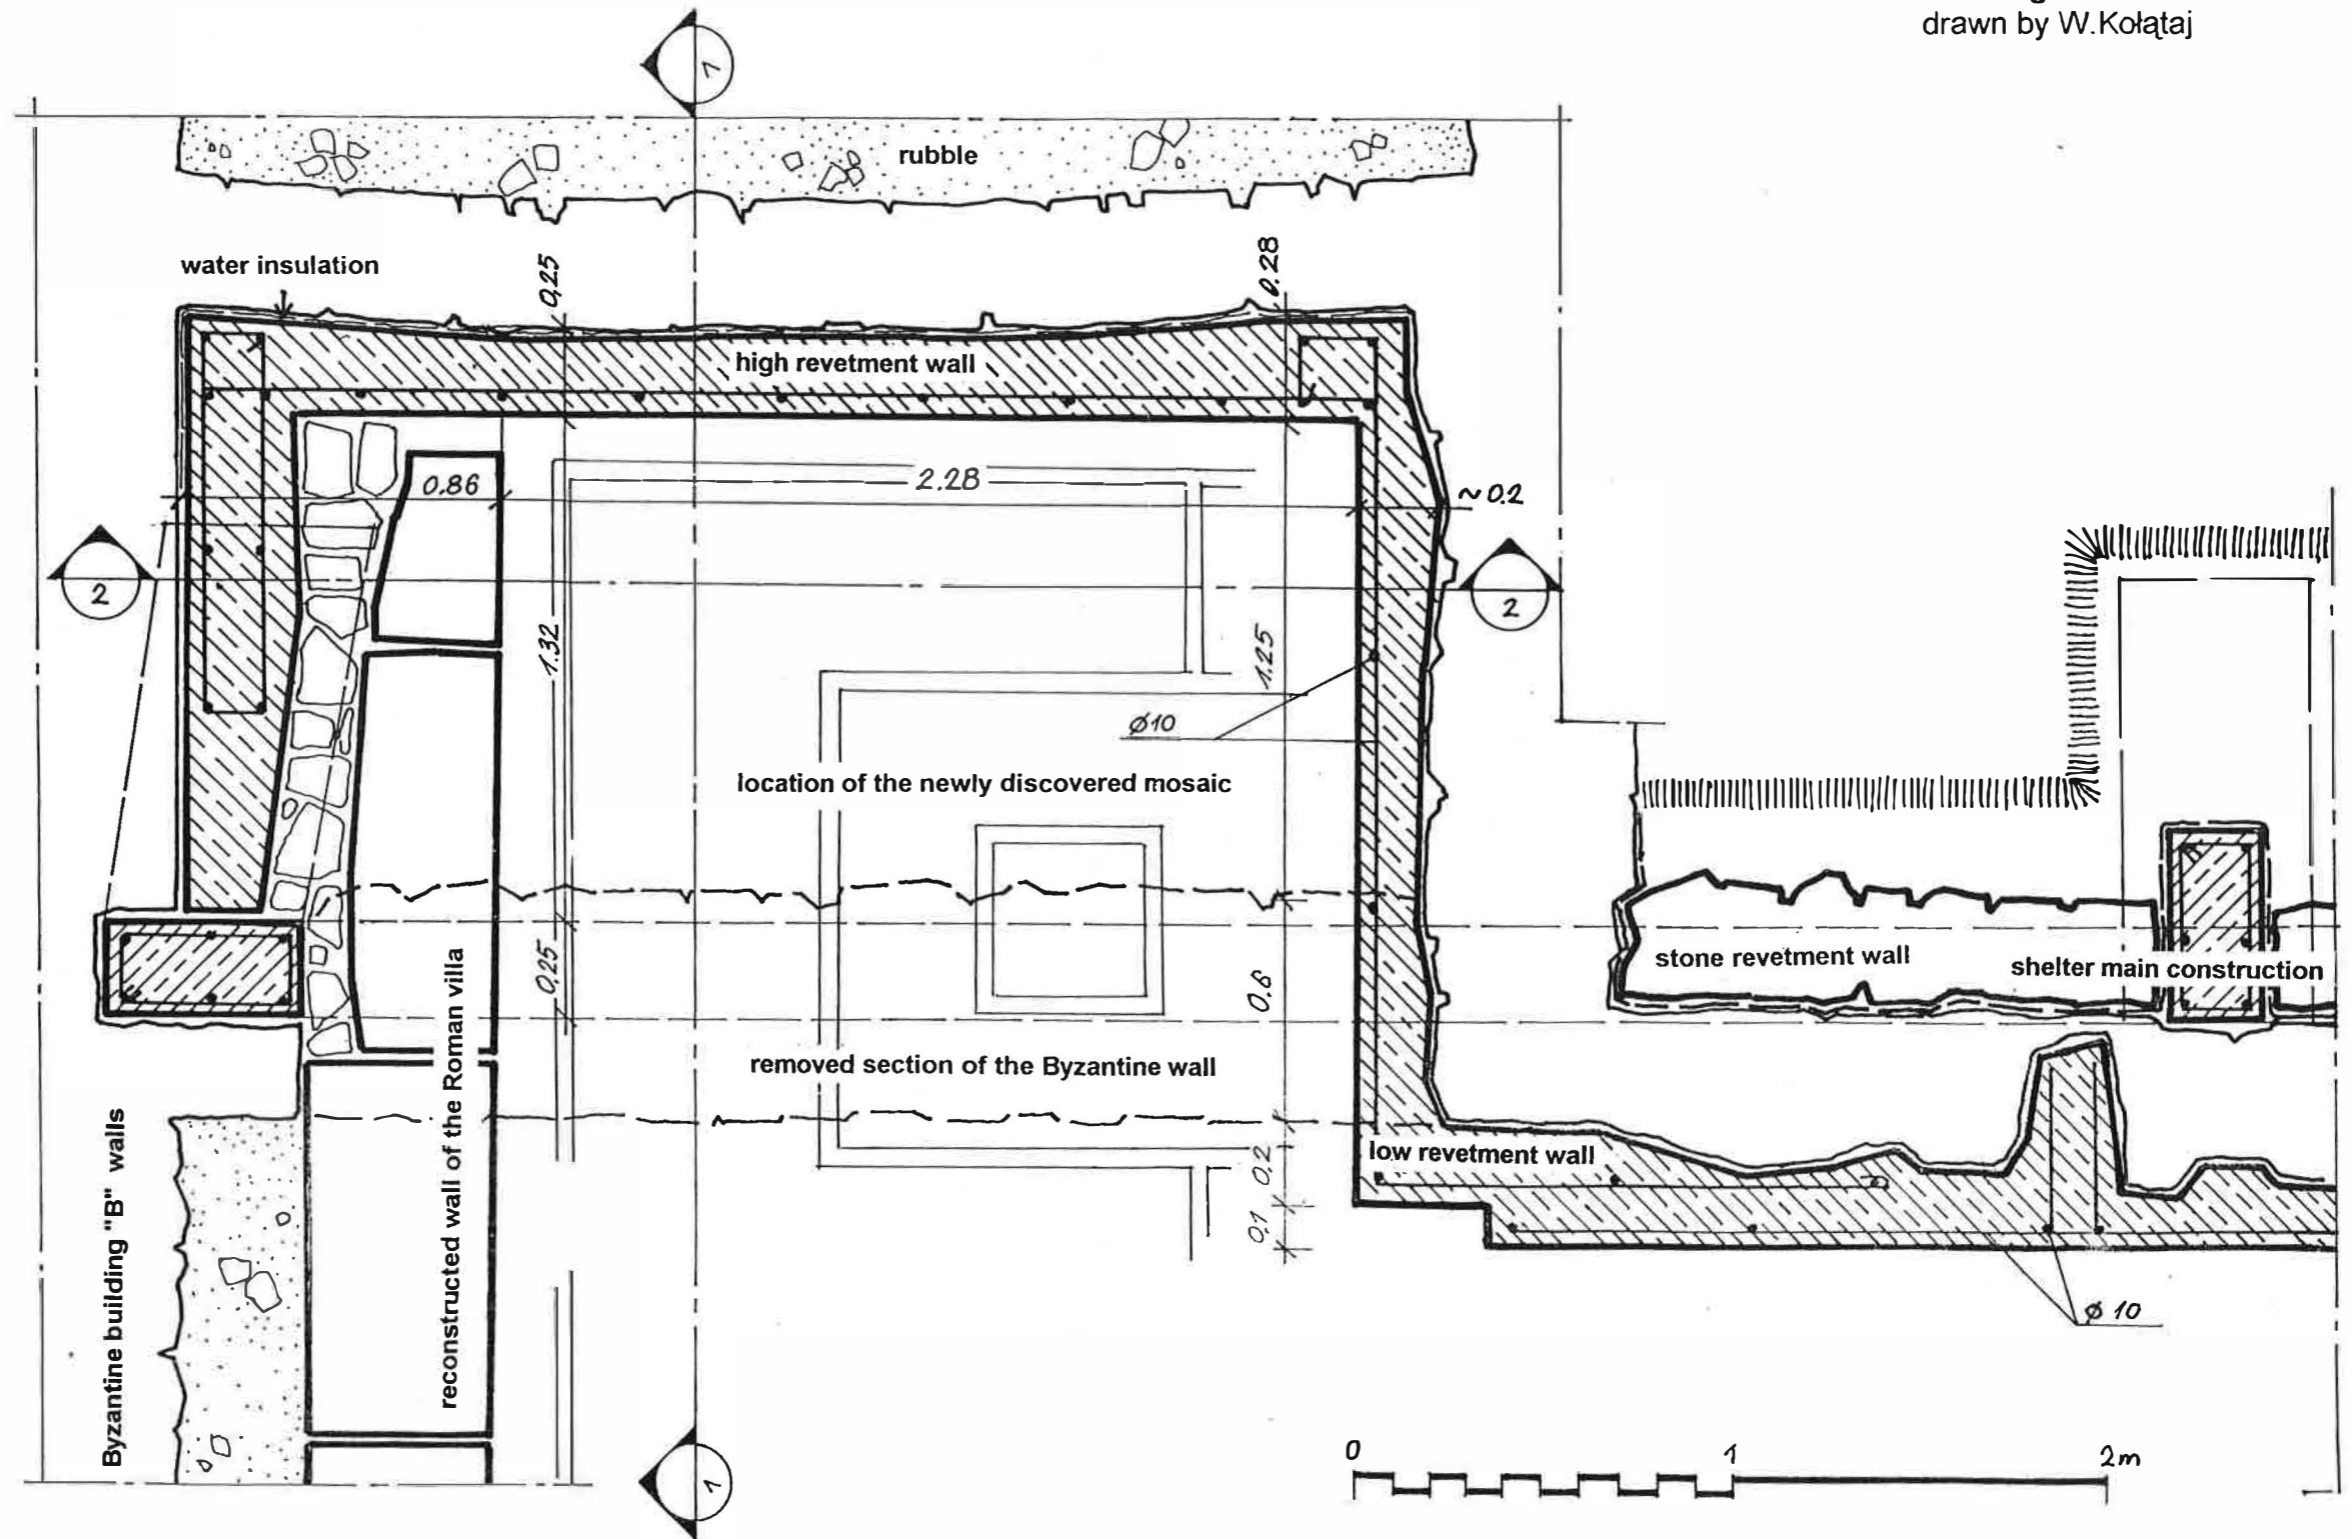 drawn by W.Kołątaj
1
rubble
water insulation
0,25
0.28
high revetment wall
0.86
2.28
~0.2
2
2
1.32
1.25
ø10
location of the newly discovered mosaic
0,25
0.6
stone revetment wall
shelter main construction
removed section of the Byzantine wall
reconstructed wall of the Roman villa
Byzantine building "B" walls
low revetment wall
0.2
0,1
ø 10
0 1 2m
1